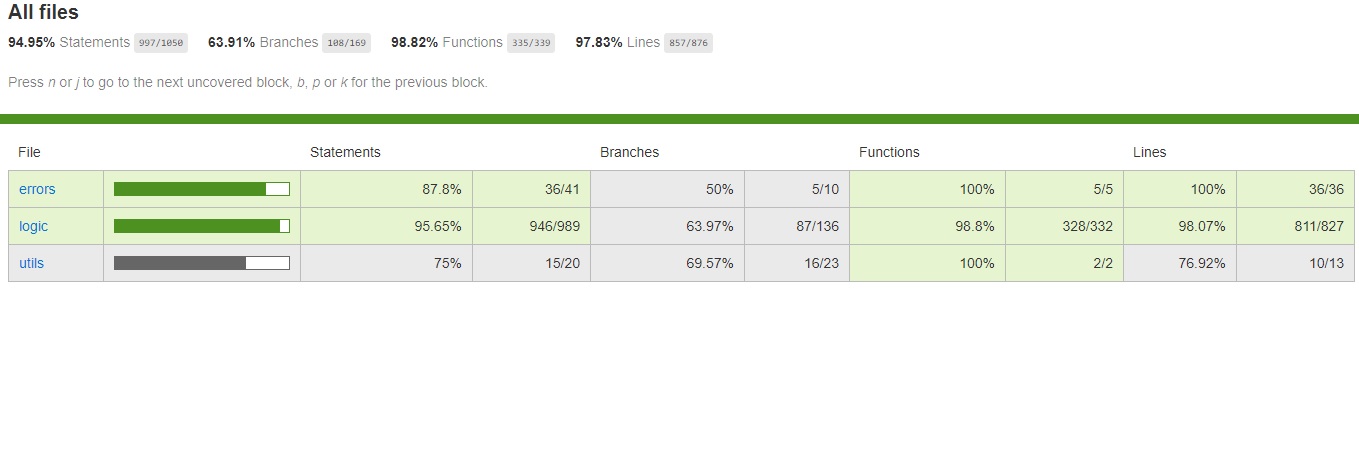 All files
94.95% Statements 997/1050 63.91% Branches 108/169 98.82% Functions 335/339 97.83% Lines 857/876
Press n or j to go to the next uncovered block, b, p or k for the previous block.
File Statements Branches Functions Lines
errors 87.8% 36/41 50% 5/10 100% 5/5 100% 36/36
logic 95.65% 946/989 63.97% 87/136 98.8% 328/332 98.07% 811/827
utils 75% 15/20 69.57% 16/23 100% 2/2 76.92% 10/13